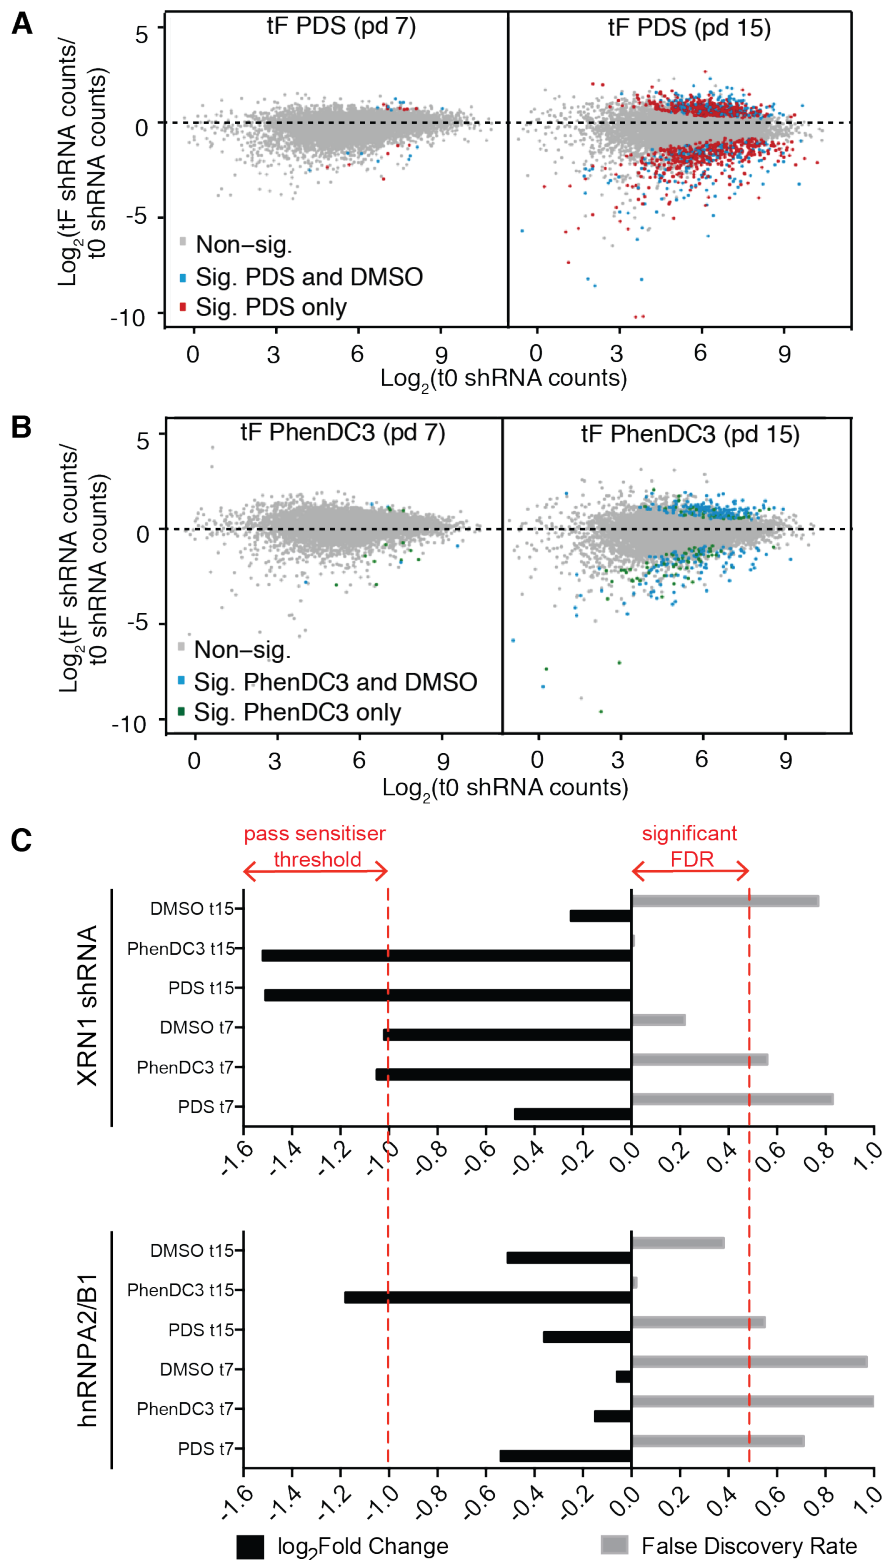 A
tF PDS (pd 7)
tF PDS (pd 15)
Log2(tF shRNA counts/
t0 shRNA counts)
5
0
-5
-10
Non–sig.
Sig. PDS and DMSO
Sig. PDS only
0 3 6 9 0 3 6 9
Log2(t0 shRNA counts)
B
tF PhenDC3 (pd 7)
tF PhenDC3 (pd 15)
Log2(tF shRNA counts/
t0 shRNA counts)
5
0
-5
-10
Non–sig.
Sig. PhenDC3 and DMSO
Sig. PhenDC3 only
0 3 6 9 0 3 6 9
Log2(t0 shRNA counts)
C
pass sensitiser
threshold
significant
FDR
XRN1 shRNA
DMSO t15
PhenDC3 t15
PDS t15
DMSO t7
PhenDC3 t7
PDS t7
-1.6 -1.4 -1.2 -1.0 -0.8 -0.6 -0.4 -0.2 0.0 0.2 0.4 0.6 0.8 1.0
hnRNPA2/B1
DMSO t15
PhenDC3 t15
PDS t15
DMSO t7
PhenDC3 t7
PDS t7
-1.6 -1.4 -1.2 -1.0 -0.8 -0.6 -0.4 -0.2 0.0 0.2 0.4 0.6 0.8 1.0
log2Fold Change
False Discovery Rate